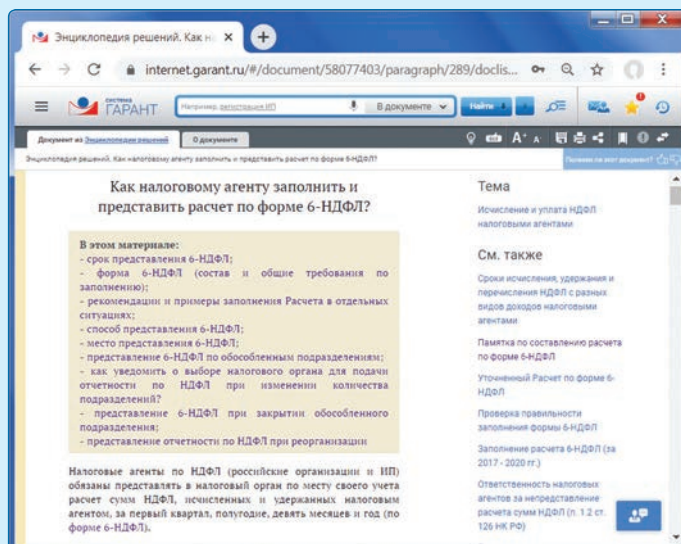 Энциклопедия решений. Как н
internet.garant.ru/#/document/58077403/paragraph/289/doclis...
система
ГАРАНТ
Например, регистрация ИП
В документе
Найти
Документ из Энциклопедии решений
О документе
Энциклопедия решений. Как налоговому агенту заполнить и представить расчет по форме 6-НДФЛ?
Как налоговому агенту заполнить и
представить расчет по форме 6-НДФЛ?
В этом материале:
- срок представления 6-НДФЛ;
- форма 6-НДФЛ (состав и общие требования по
заполнению);
- рекомендации и примеры заполнения Расчета в отдельных
ситуациях;
- способ представления 6-НДФЛ;
- место представления 6-НДФЛ;
- представление 6-НДФЛ по обособленным подразделениям;
- как уведомить о выборе налогового органа для подачи
отчетности по НДФЛ при изменении количества
подразделений?
- представление 6-НДФЛ при закрытии обособленного
подразделения;
- представление отчетности по НДФЛ при реорганизации
Налоговые агенты по НДФЛ (российские организации и ИП)
обязаны представлять в налоговый орган по месту своего учета
расчет сумм НДФЛ, исчисленных и удержанных налоговым
агентом, за первый квартал, полугодие, девять месяцев и год (по
форме 6-НДФЛ).
Тема
Исчисление и уплата НДФЛ
налоговыми агентами
См. также
Сроки исчисления, удержания и
перечисления НДФЛ с разных
видов доходов налоговыми
агентами
Памятка по составлению расчета
по форме 6-НДФЛ
Уточненный Расчет по форме 6-
НДФЛ
Проверка правильности
заполнения формы 6-НДФЛ
Заполнение расчета 6-НДФЛ (за
2017 - 2020 гг.)
Ответственность налоговых
агентов за непредставление
расчета сумм НДФЛ (п. 1.2 ст.
126 НК РФ)